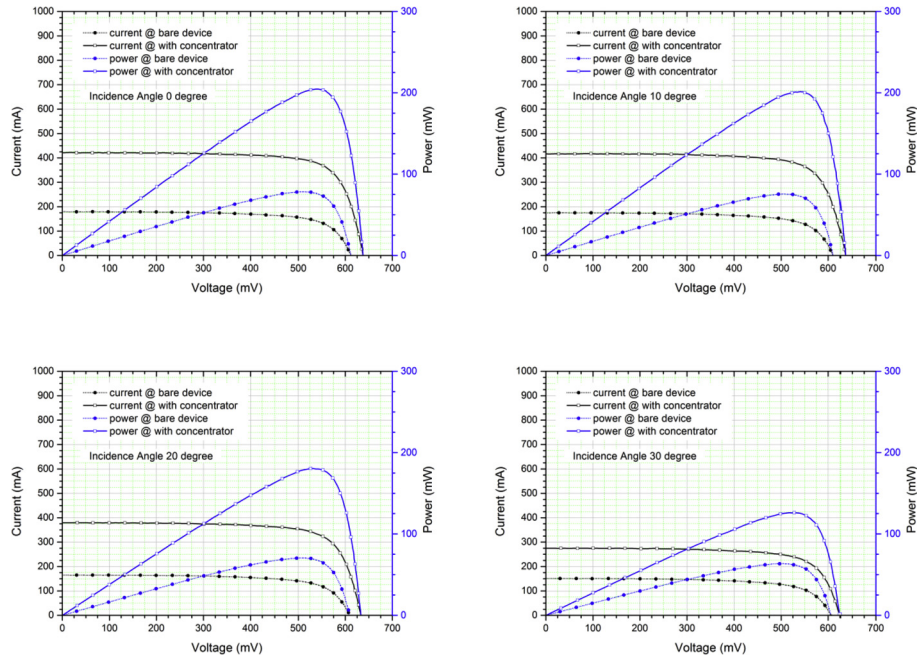 1000
900
800
700
600
500
400
300
200
100
0
Current (mA)
current @ bare device
current @ with concentrator
power @ bare device
power @ with concentrator
Incidence Angle 0 degree
300
200
100
0
Power (mW)
0 100 200 300 400 500 600 700
Voltage (mV)
1000
900
800
700
600
500
400
300
200
100
0
Current (mA)
current @ bare device
current @ with concentrator
power @ bare device
power @ with concentrator
Incidence Angle 10 degree
300
200
100
0
Power (mW)
0 100 200 300 400 500 600 700
Voltage (mV)
1000
900
800
700
600
500
400
300
200
100
0
Current (mA)
current @ bare device
current @ with concentrator
power @ bare device
power @ with concentrator
Incidence Angle 20 degree
300
200
100
0
Power (mW)
0 100 200 300 400 500 600 700
Voltage (mV)
1000
900
800
700
600
500
400
300
200
100
0
Current (mA)
current @ bare device
current @ with concentrator
power @ bare device
power @ with concentrator
Incidence Angle 30 degree
300
200
100
0
Power (mW)
0 100 200 300 400 500 600 700
Voltage (mV)